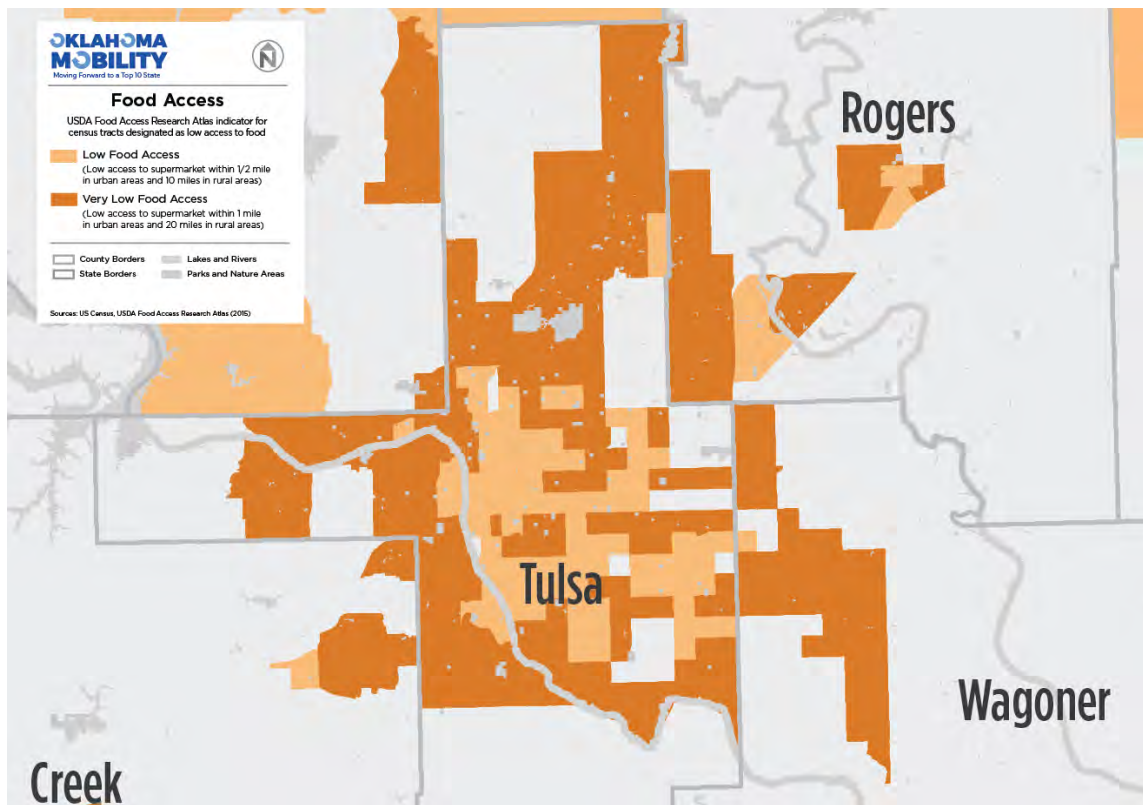 OKLAHOMA
MOBILITY
Moving Forward to a Top 10 State
N
Food Access
USDA Food Access Research Atlas indicator for
census tracts designated as low access to food
Low Food Access
(Low access to supermarket within 1/2 mile
in urban areas and 10 miles in rural areas)
Very Low Food Access
(Low access to supermarket within 1 mile
in urban areas and 20 miles in rural areas)
County Borders
Lakes and Rivers
State Borders
Parks and Nature Areas
Sources: US Census, USDA Food Access Research Atlas (2015)
Rogers
Tulsa
Wagoner
Creek